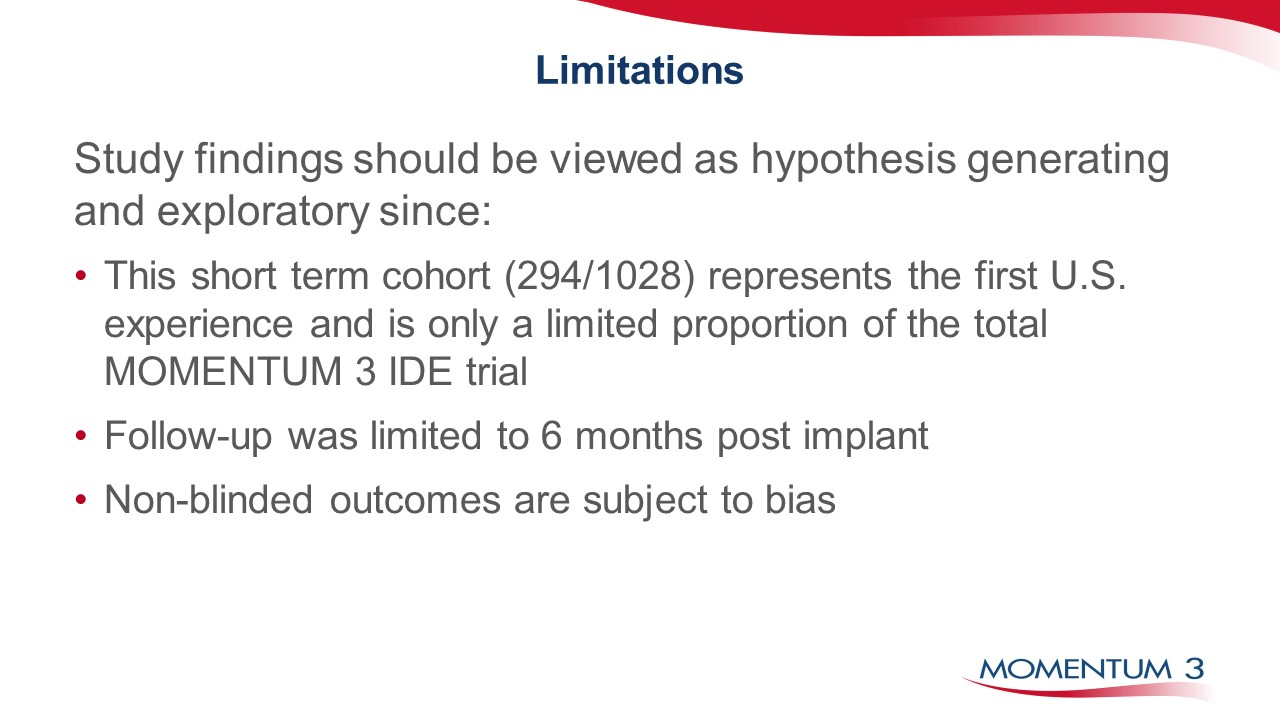 Limitations
Study findings should be viewed as hypothesis generating
and exploratory since:
• This short term cohort (294/1028) represents the first U.S.
experience and is only a limited proportion of the total
MOMENTUM 3 IDE trial
• Follow-up was limited to 6 months post implant
• Non-blinded outcomes are subject to bias
MOMENTUM 3